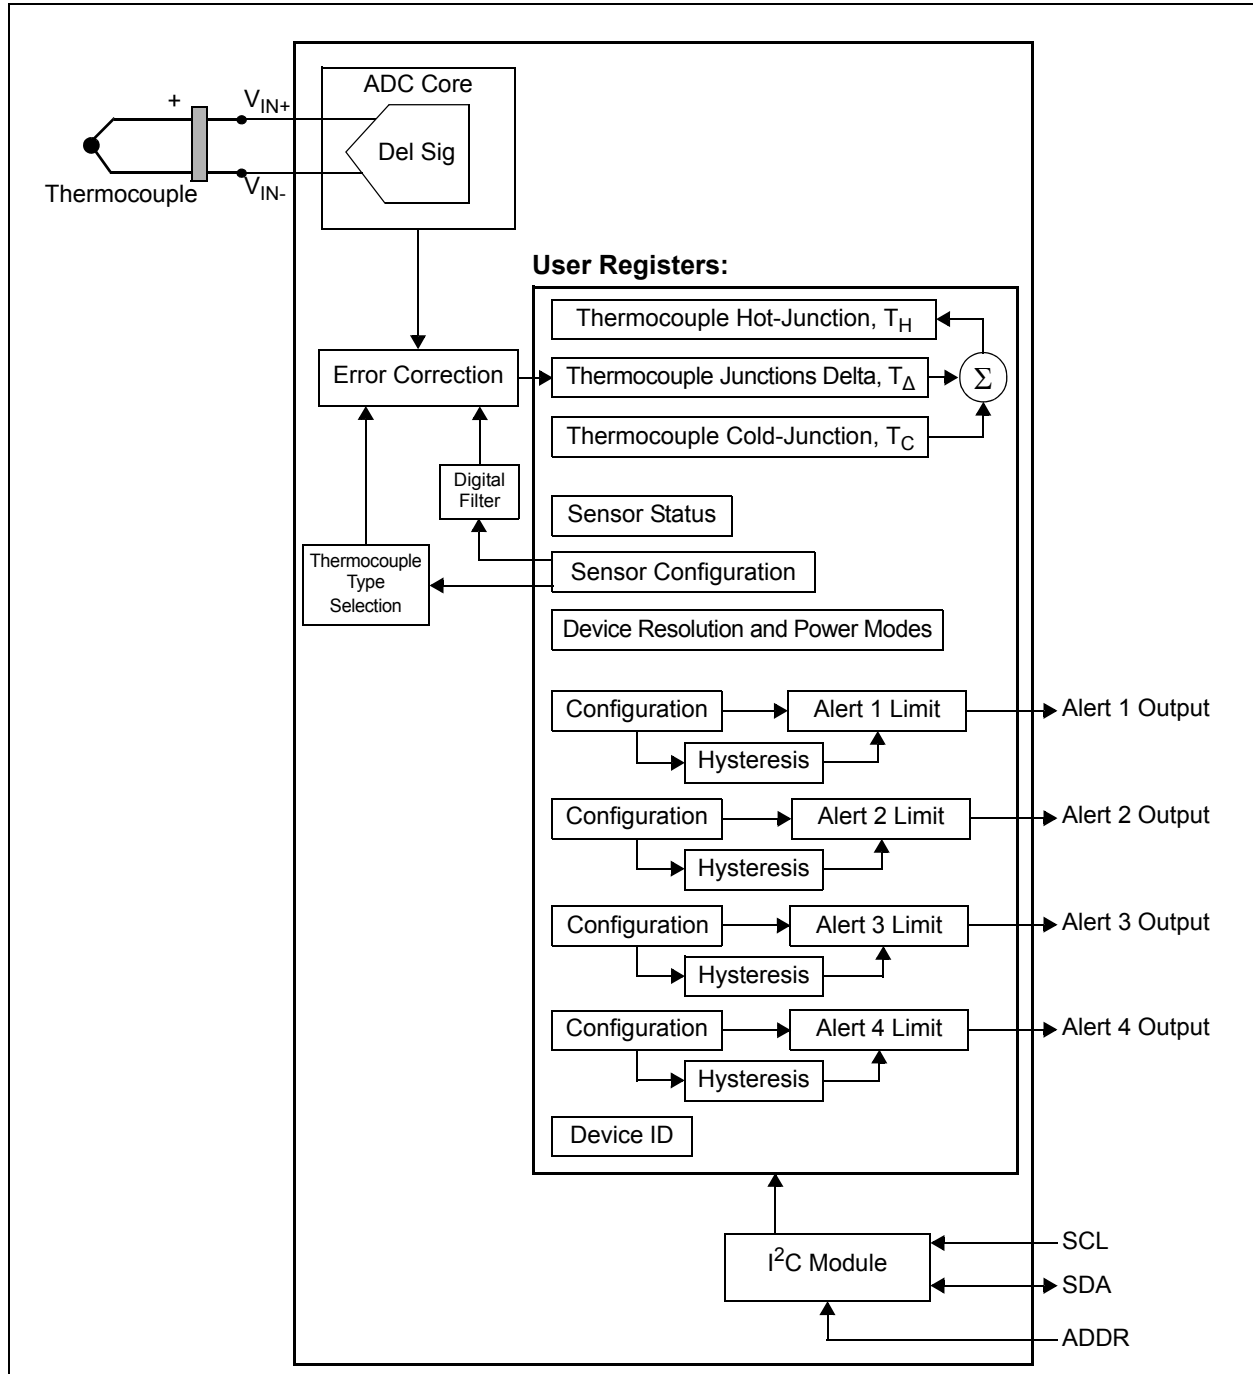 ADC Core
+
VIN+
Del Sig
Thermocouple
VIN-
User Registers:
Thermocouple Hot-Junction, TH
Error Correction
Thermocouple Junctions Delta, TΔ
Σ
Thermocouple Cold-Junction, TC
Digital
Filter
Sensor Status
Thermocouple
Type
Selection
Sensor Configuration
Device Resolution and Power Modes
Configuration
Alert 1 Limit
Alert 1 Output
Hysteresis
Configuration
Alert 2 Limit
Alert 2 Output
Hysteresis
Configuration
Alert 3 Limit
Alert 3 Output
Hysteresis
Configuration
Alert 4 Limit
Alert 4 Output
Hysteresis
Device ID
I2C Module
SCL
SDA
ADDR